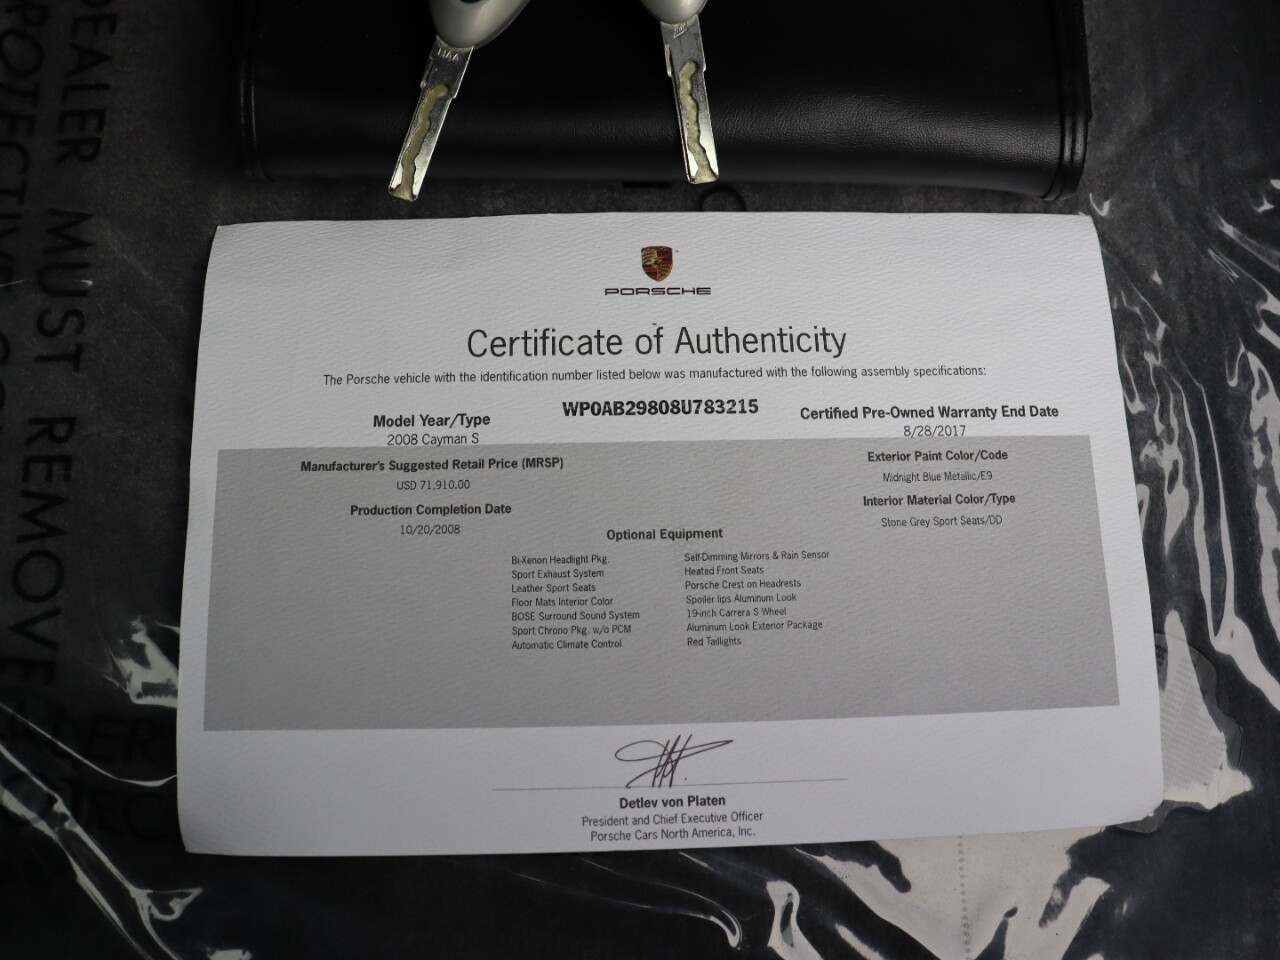 DEALER MUST REMOVE
PORSCHE
Certificate of Authenticity
The Porsche vehicle with the identification number listed below was manufactured with the following assembly specifications:
WP0AB29808U783215
Model Year/Type
2008 Cayman S
Certified Pre-Owned Warranty End Date
8/28/2017
Manufacturer's Suggested Retail Price (MRSP)
USD 71,910.00
Exterior Paint Color/Code
Midnight Blue Metallic/E9
Production Completion Date
10/20/2008
Interior Material Color/Type
Stone Grey Sport Seats/DD
Optional Equipment
Bi-Xenon Headlight Pkg.
Sport Exhaust System
Leather Sport Seats
Floor Mats Interior Color
BOSE Surround Sound System
Sport Chrono Pkg. w/o PCM
Automatic Climate Control
Self-Dimming Mirrors & Rain Sensor
Heated Front Seats
Porsche Crest on Headrests
Spoiler lips Aluminum Look
19-inch Carrera S Wheel
Aluminum Look Exterior Package
Red Taillights
Detlev von Platen
President and Chief Executive Officer
Porsche Cars North America, Inc.